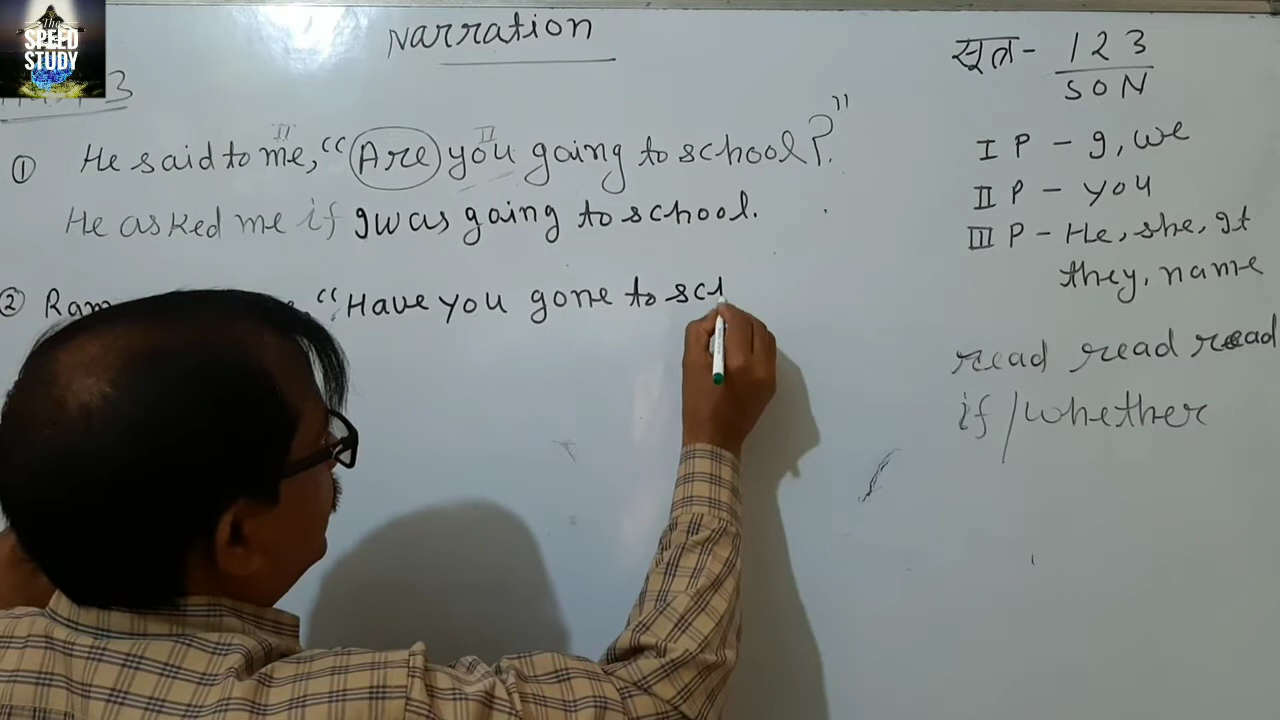 The
SPEED
STUDY
Narration
3
① He said to me, “Are you going to school?”
II II
He asked me if I was going to school.
② Ram “Have you gone to sch
सूत्र - 1 2 3
S O N
I P - I, we
II P - you
III P - He, she, It
they, name
read read read
if / whether